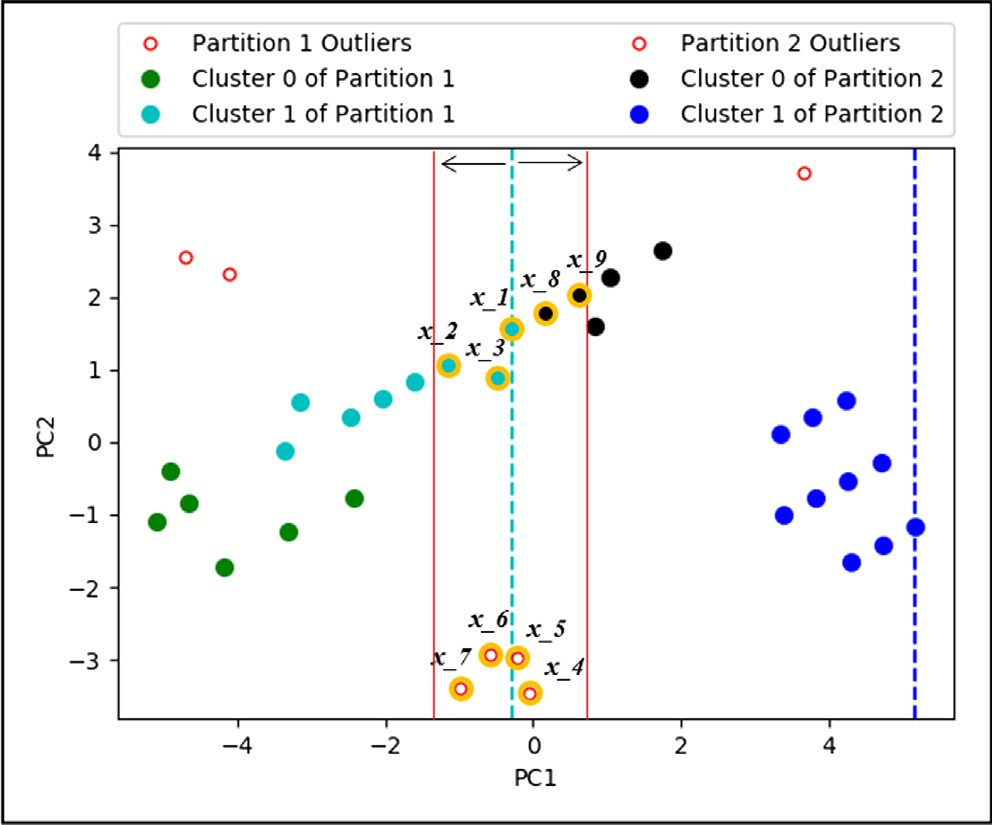 Partition 1 Outliers
Partition 2 Outliers
Cluster 0 of Partition 1
Cluster 0 of Partition 2
Cluster 1 of Partition 1
Cluster 1 of Partition 2
4
3
2
1
0
−1
−2
−3
PC2
x_9
x_8
x_1
x_2
x_3
x_6
x_5
x_7
x_4
−4
−2
0
2
4
PC1